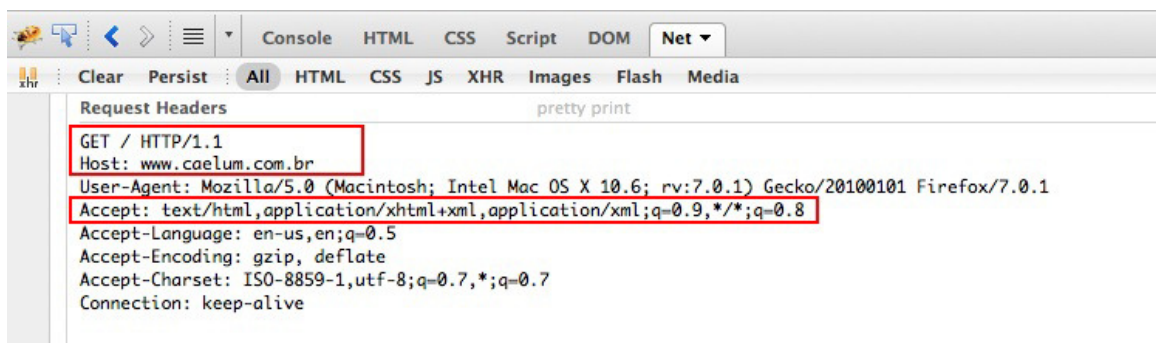 Console HTML CSS Script DOM Net ▼
xhr Clear Persist All HTML CSS JS XHR Images Flash Media
Request Headers pretty print
GET / HTTP/1.1
Host: www.caelum.com.br
User-Agent: Mozilla/5.0 (Macintosh; Intel Mac OS X 10.6; rv:7.0.1) Gecko/20100101 Firefox/7.0.1
Accept: text/html,application/xhtml+xml,application/xml;q=0.9,*/*;q=0.8
Accept-Language: en-us,en;q=0.5
Accept-Encoding: gzip, deflate
Accept-Charset: ISO-8859-1,utf-8;q=0.7,*;q=0.7
Connection: keep-alive